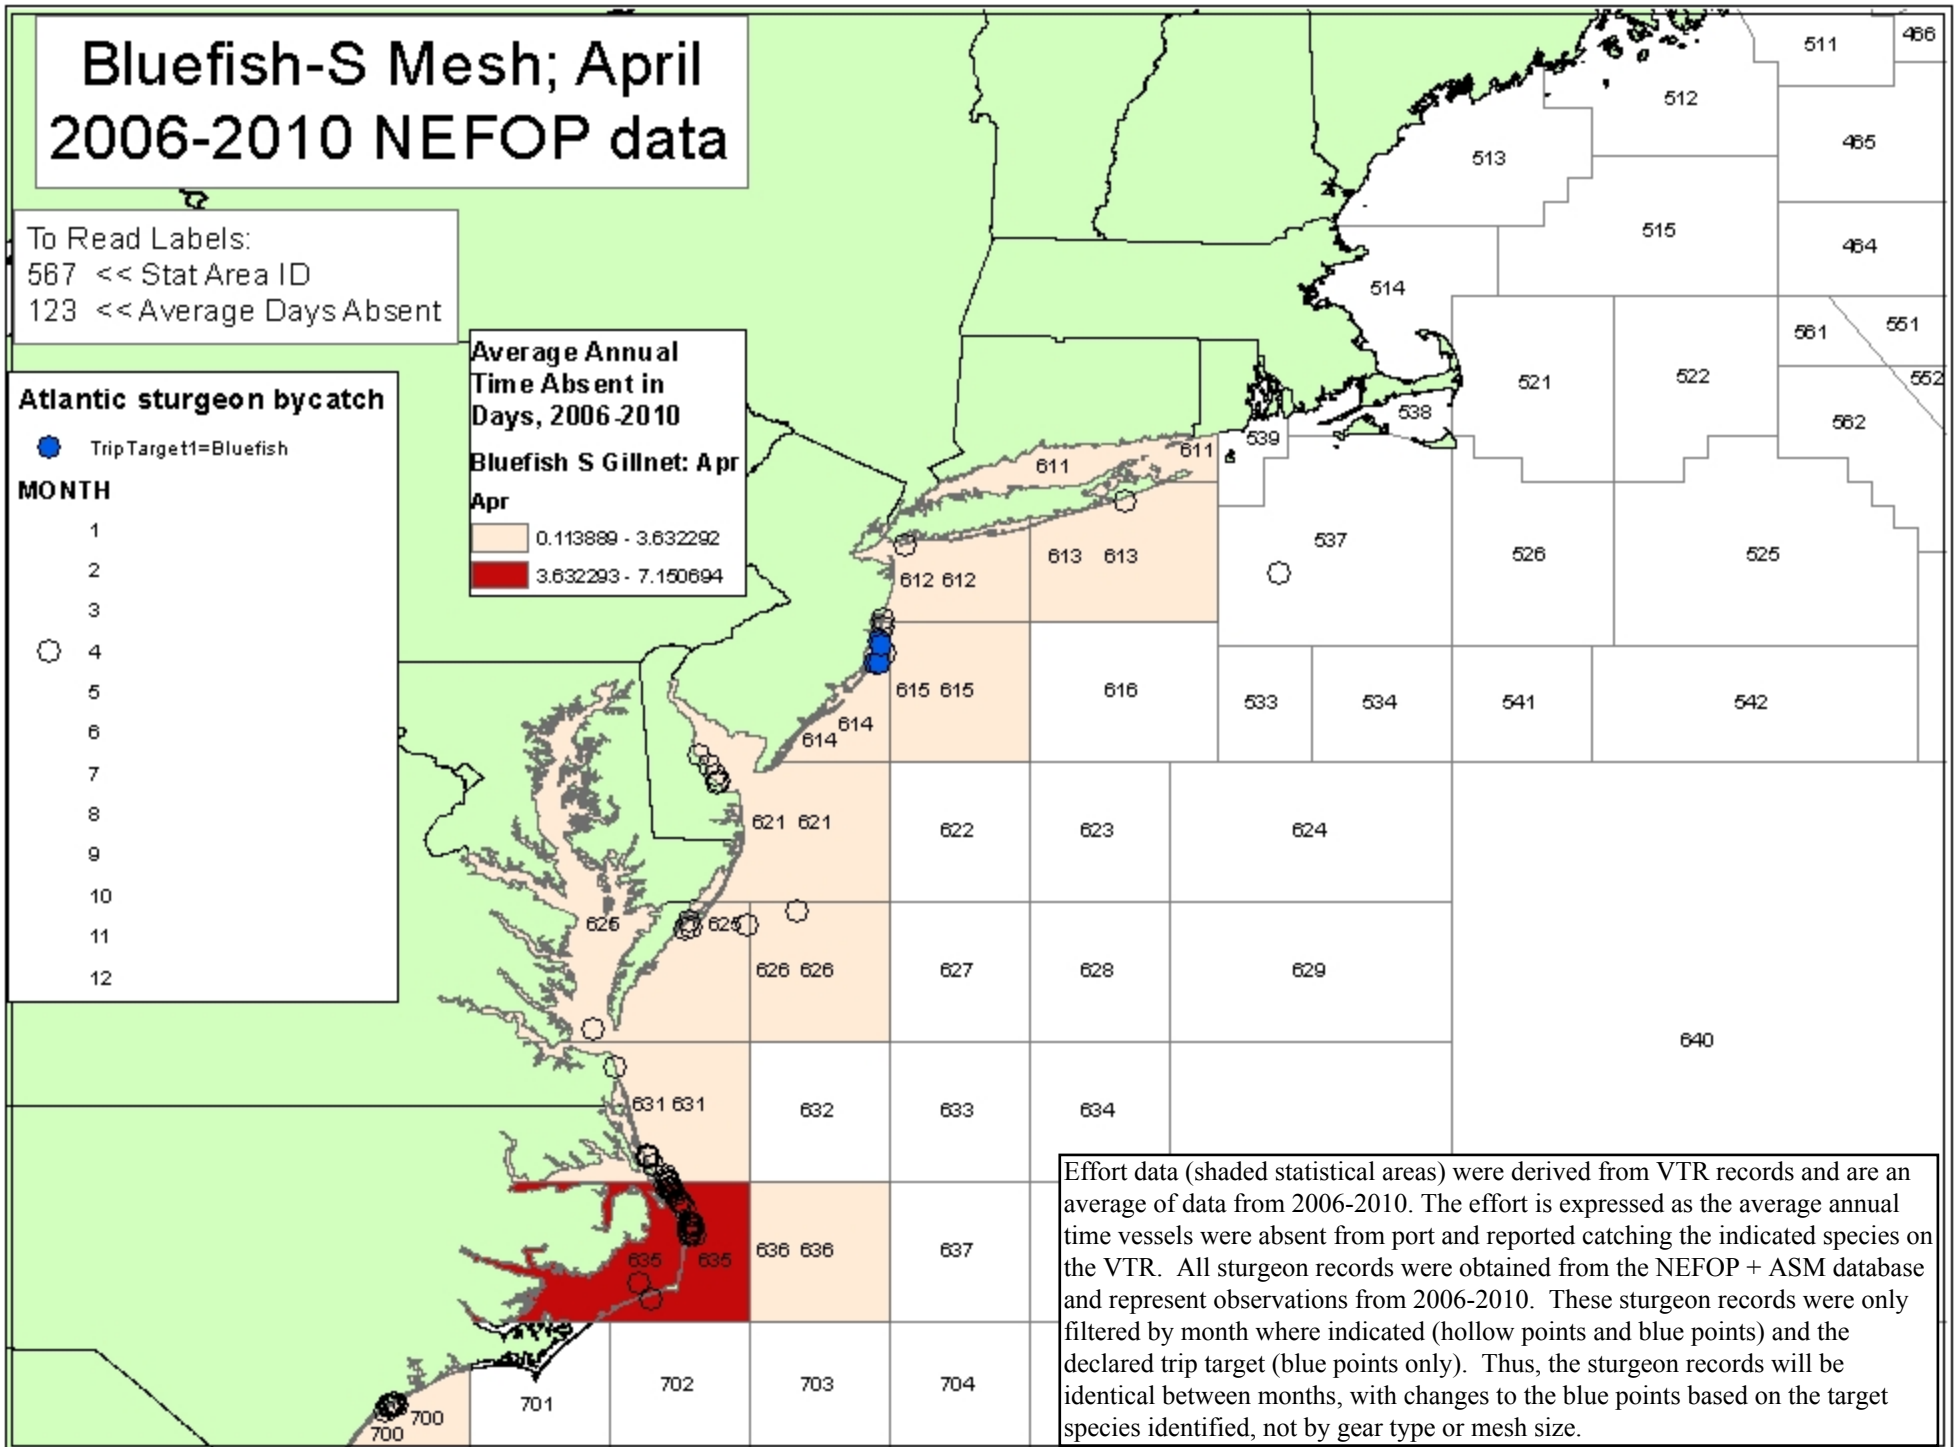 Bluefish-S Mesh; April
2006-2010 NEFOP data
To Read Labels:
567 << Stat Area ID
123 << Average Days Absent
Average Annual
Time Absent in
Days, 2006-2010
Bluefish S Gillnet: Apr
Apr
0.113889 - 3.632292
3.632293 - 7.150694
Atlantic sturgeon bycatch
TripTarget1=Bluefish
MONTH
1
2
3
4
5
6
7
8
9
10
11
12
511
466
512
465
513
515
464
514
561
551
521
522
552
538
562
539
611
611
537
526
525
613 613
612 612
615 615
616
533
534
541
542
614
614
621 621
622
623
624
625
625
626 626
627
628
629
640
631 631
632
633
634
635
635
636 636
637
700
700
701
702
703
704
Effort data (shaded statistical areas) were derived from VTR records and are an
average of data from 2006-2010. The effort is expressed as the average annual
time vessels were absent from port and reported catching the indicated species on
the VTR.  All sturgeon records were obtained from the NEFOP + ASM database
and represent observations from 2006-2010.  These sturgeon records were only
filtered by month where indicated (hollow points and blue points) and the
declared trip target (blue points only).  Thus, the sturgeon records will be
identical between months, with changes to the blue points based on the target
species identified, not by gear type or mesh size.